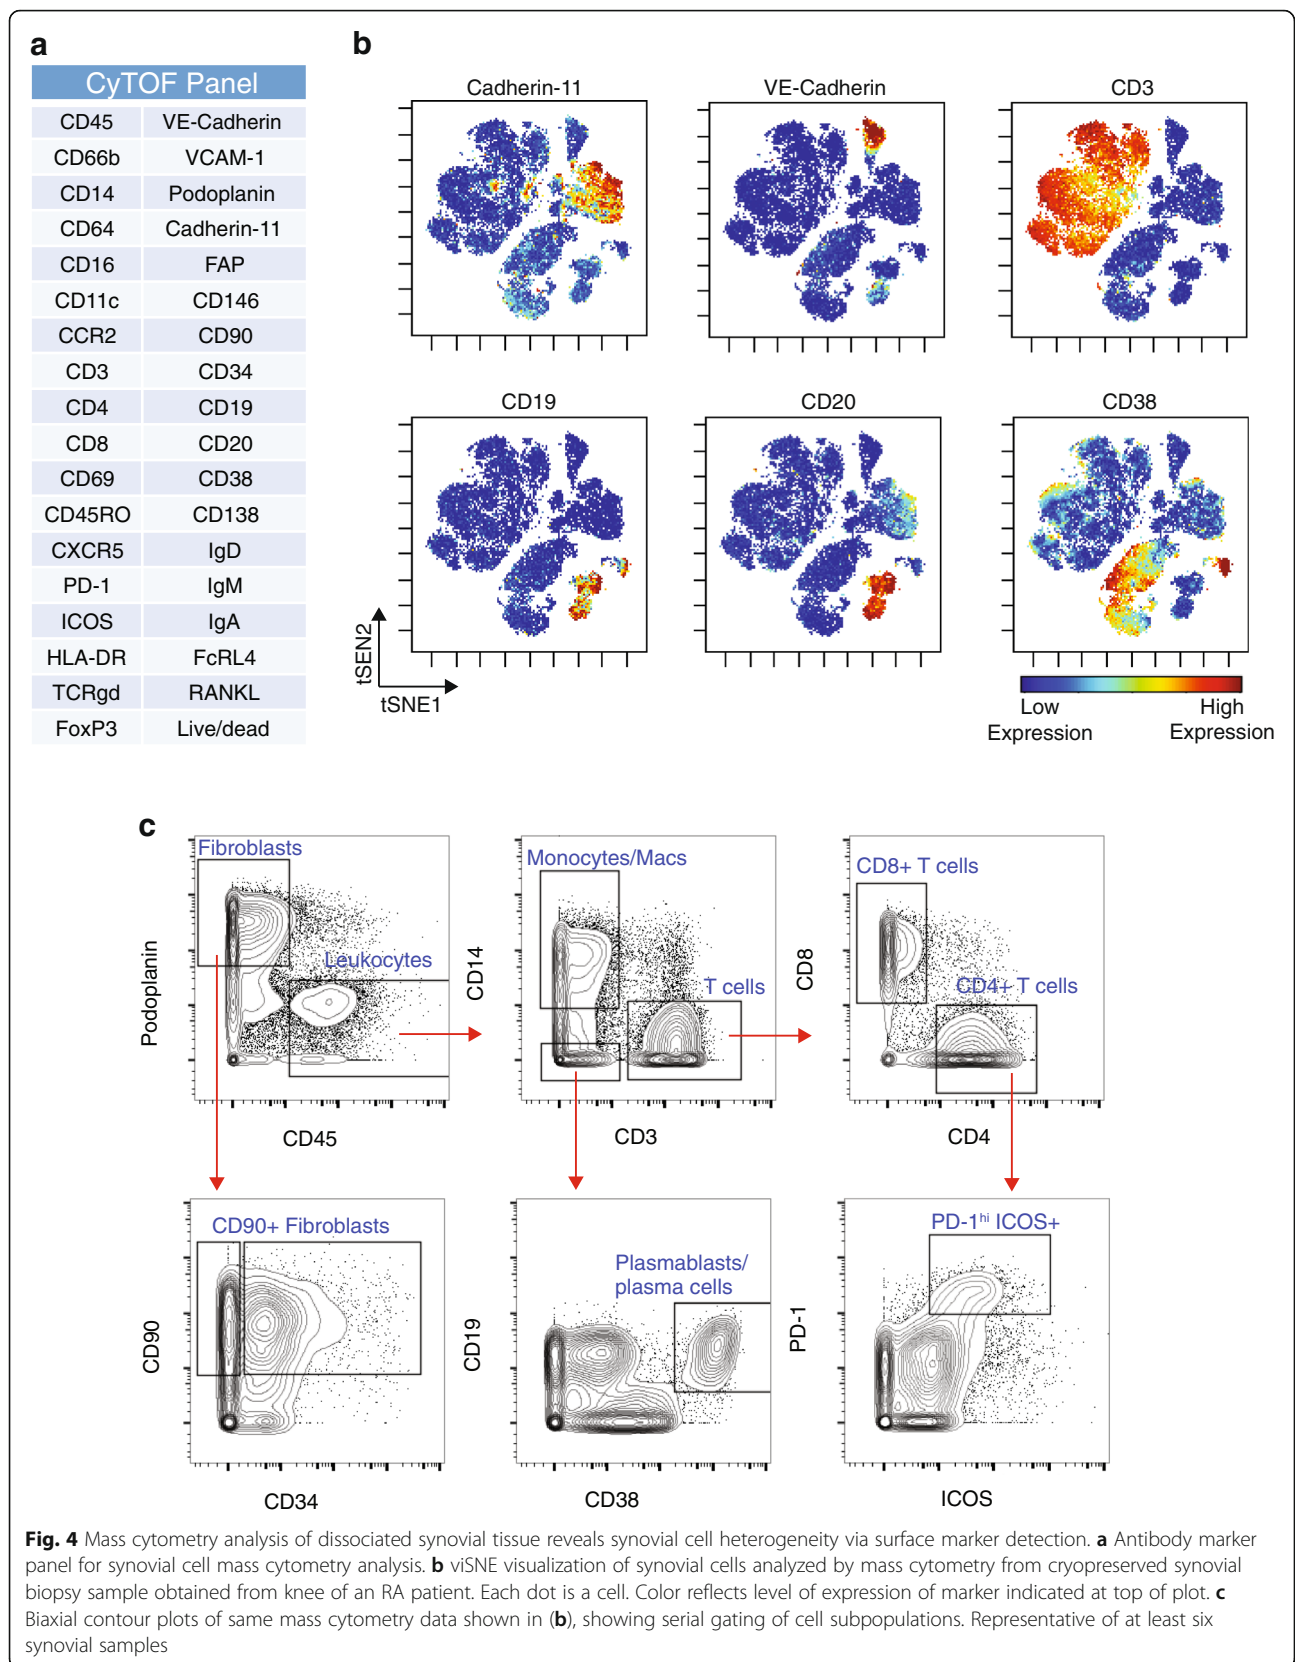 a
CyTOF Panel
CD45 VE-Cadherin
CD66b VCAM-1
CD14 Podoplanin
CD64 Cadherin-11
CD16 FAP
CD11c CD146
CCR2 CD90
CD3 CD34
CD4 CD19
CD8 CD20
CD69 CD38
CD45RO CD138
CXCR5 IgD
PD-1 IgM
ICOS IgA
HLA-DR FcRL4
TCRgd RANKL
FoxP3 Live/dead
b
Cadherin-11 VE-Cadherin CD3
CD19 CD20 CD38
tSEN2
tSNE1
Low Expression
High Expression
c
Fibroblasts
Leukocytes
Podoplanin
CD45
Monocytes/Macs
T cells
CD14
CD3
CD8+ T cells
CD4+ T cells
CD8
CD4
CD90+ Fibroblasts
CD90
CD34
Plasmablasts/
plasma cells
CD19
CD38
PD-1hi ICOS+
PD-1
ICOS
Fig. 4 Mass cytometry analysis of dissociated synovial tissue reveals synovial cell heterogeneity via surface marker detection. a Antibody marker
panel for synovial cell mass cytometry analysis. b viSNE visualization of synovial cells analyzed by mass cytometry from cryopreserved synovial
biopsy sample obtained from knee of an RA patient. Each dot is a cell. Color reflects level of expression of marker indicated at top of plot. c
Biaxial contour plots of same mass cytometry data shown in (b), showing serial gating of cell subpopulations. Representative of at least six
synovial samples